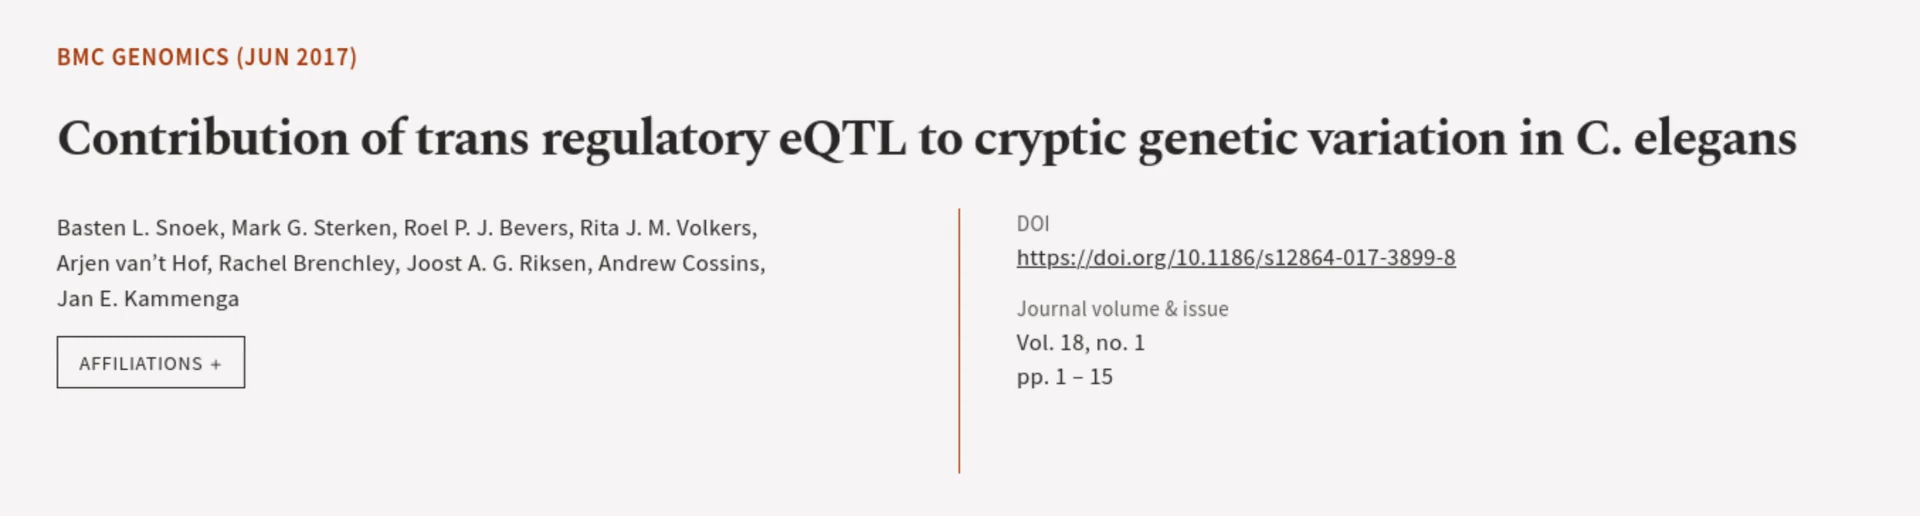 BMC GENOMICS (JUN 2017)
Contribution of trans regulatory eQTL to cryptic genetic variation in C. elegans
Basten L. Snoek, Mark G. Sterken, Roel P. J. Bevers, Rita J. M. Volkers,
Arjen van’t Hof, Rachel Brenchley, Joost A. G. Riksen, Andrew Cossins,
Jan E. Kammenga
AFFILIATIONS +
DOI
https://doi.org/10.1186/s12864-017-3899-8
Journal volume & issue
Vol. 18, no. 1
pp. 1 – 15